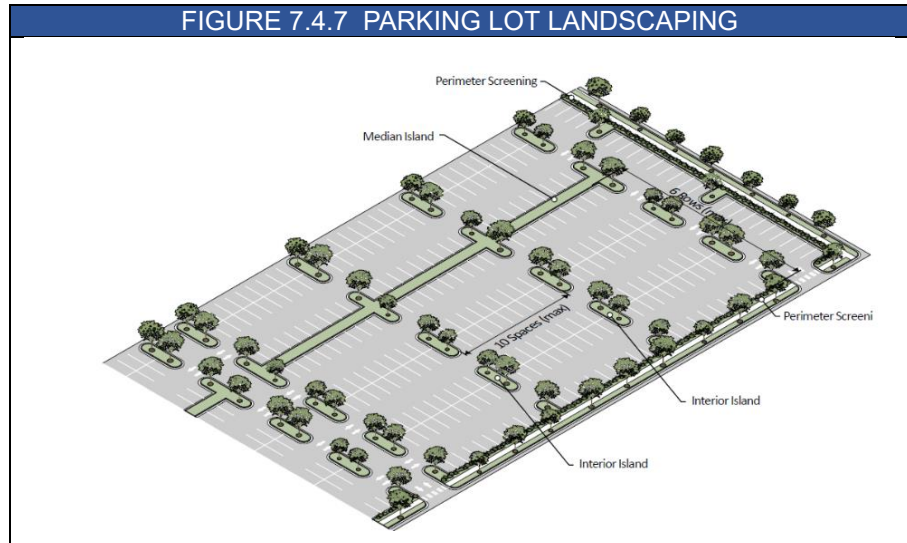 FIGURE 7.4.7 PARKING LOT LANDSCAPING
Perimeter Screening
Median Island
6 Rows
10 Spaces (max)
Perimeter Screeni
Interior Island
Interior Island